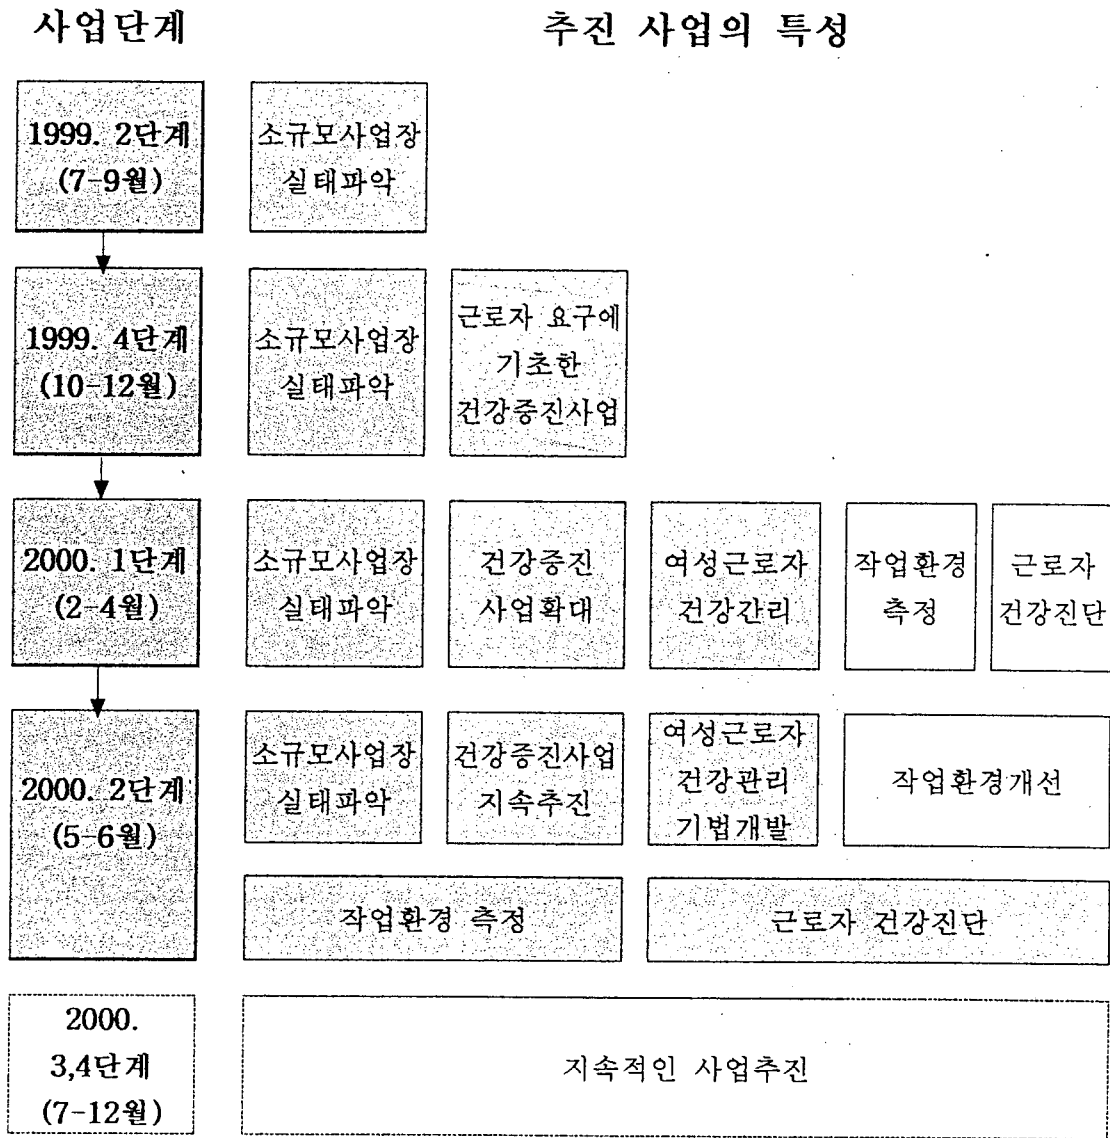 사업단계
추진 사업의 특성
1999. 2단계
(7-9월)
소규모사업장
실태파악
1999. 4단계
(10-12월)
소규모사업장
실태파악
근로자 요구에
기초한
건강증진사업
2000. 1단계
(2-4월)
소규모사업장
실태파악
건강증진
사업확대
여성근로자
건강간리
작업환경
측정
근로자
건강진단
2000. 2단계
(5-6월)
소규모사업장
실태파악
건강증진사업
지속추진
여성근로자
건강관리
기법개발
작업환경개선
작업환경 측정
근로자 건강진단
2000.
3,4단계
(7-12월)
지속적인 사업추진